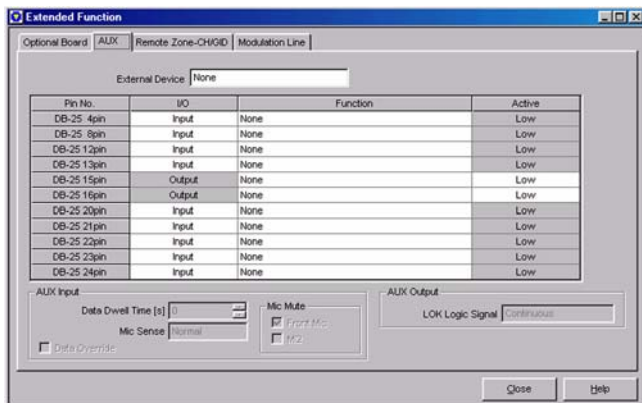 Extended Function
Optional Board AUX Remote Zone-CH/GID Modulation Line
External Device None
Pin No. I/O Function Active
DB-25 4pin Input None Low
DB-25 8pin Input None Low
DB-25 12pin Input None Low
DB-25 13pin Input None Low
DB-25 15pin Output None Low
DB-25 16pin Output None Low
DB-25 20pin Input None Low
DB-25 21pin Input None Low
DB-25 22pin Input None Low
DB-25 23pin Input None Low
DB-25 24pin Input None Low
AUX Input
Data Dwell Time [s] 0
Mic Sense Normal
Data Override
Mic Mute
Front Mic
M2
AUX Output
LOK Logic Signal Continuous
Close Help